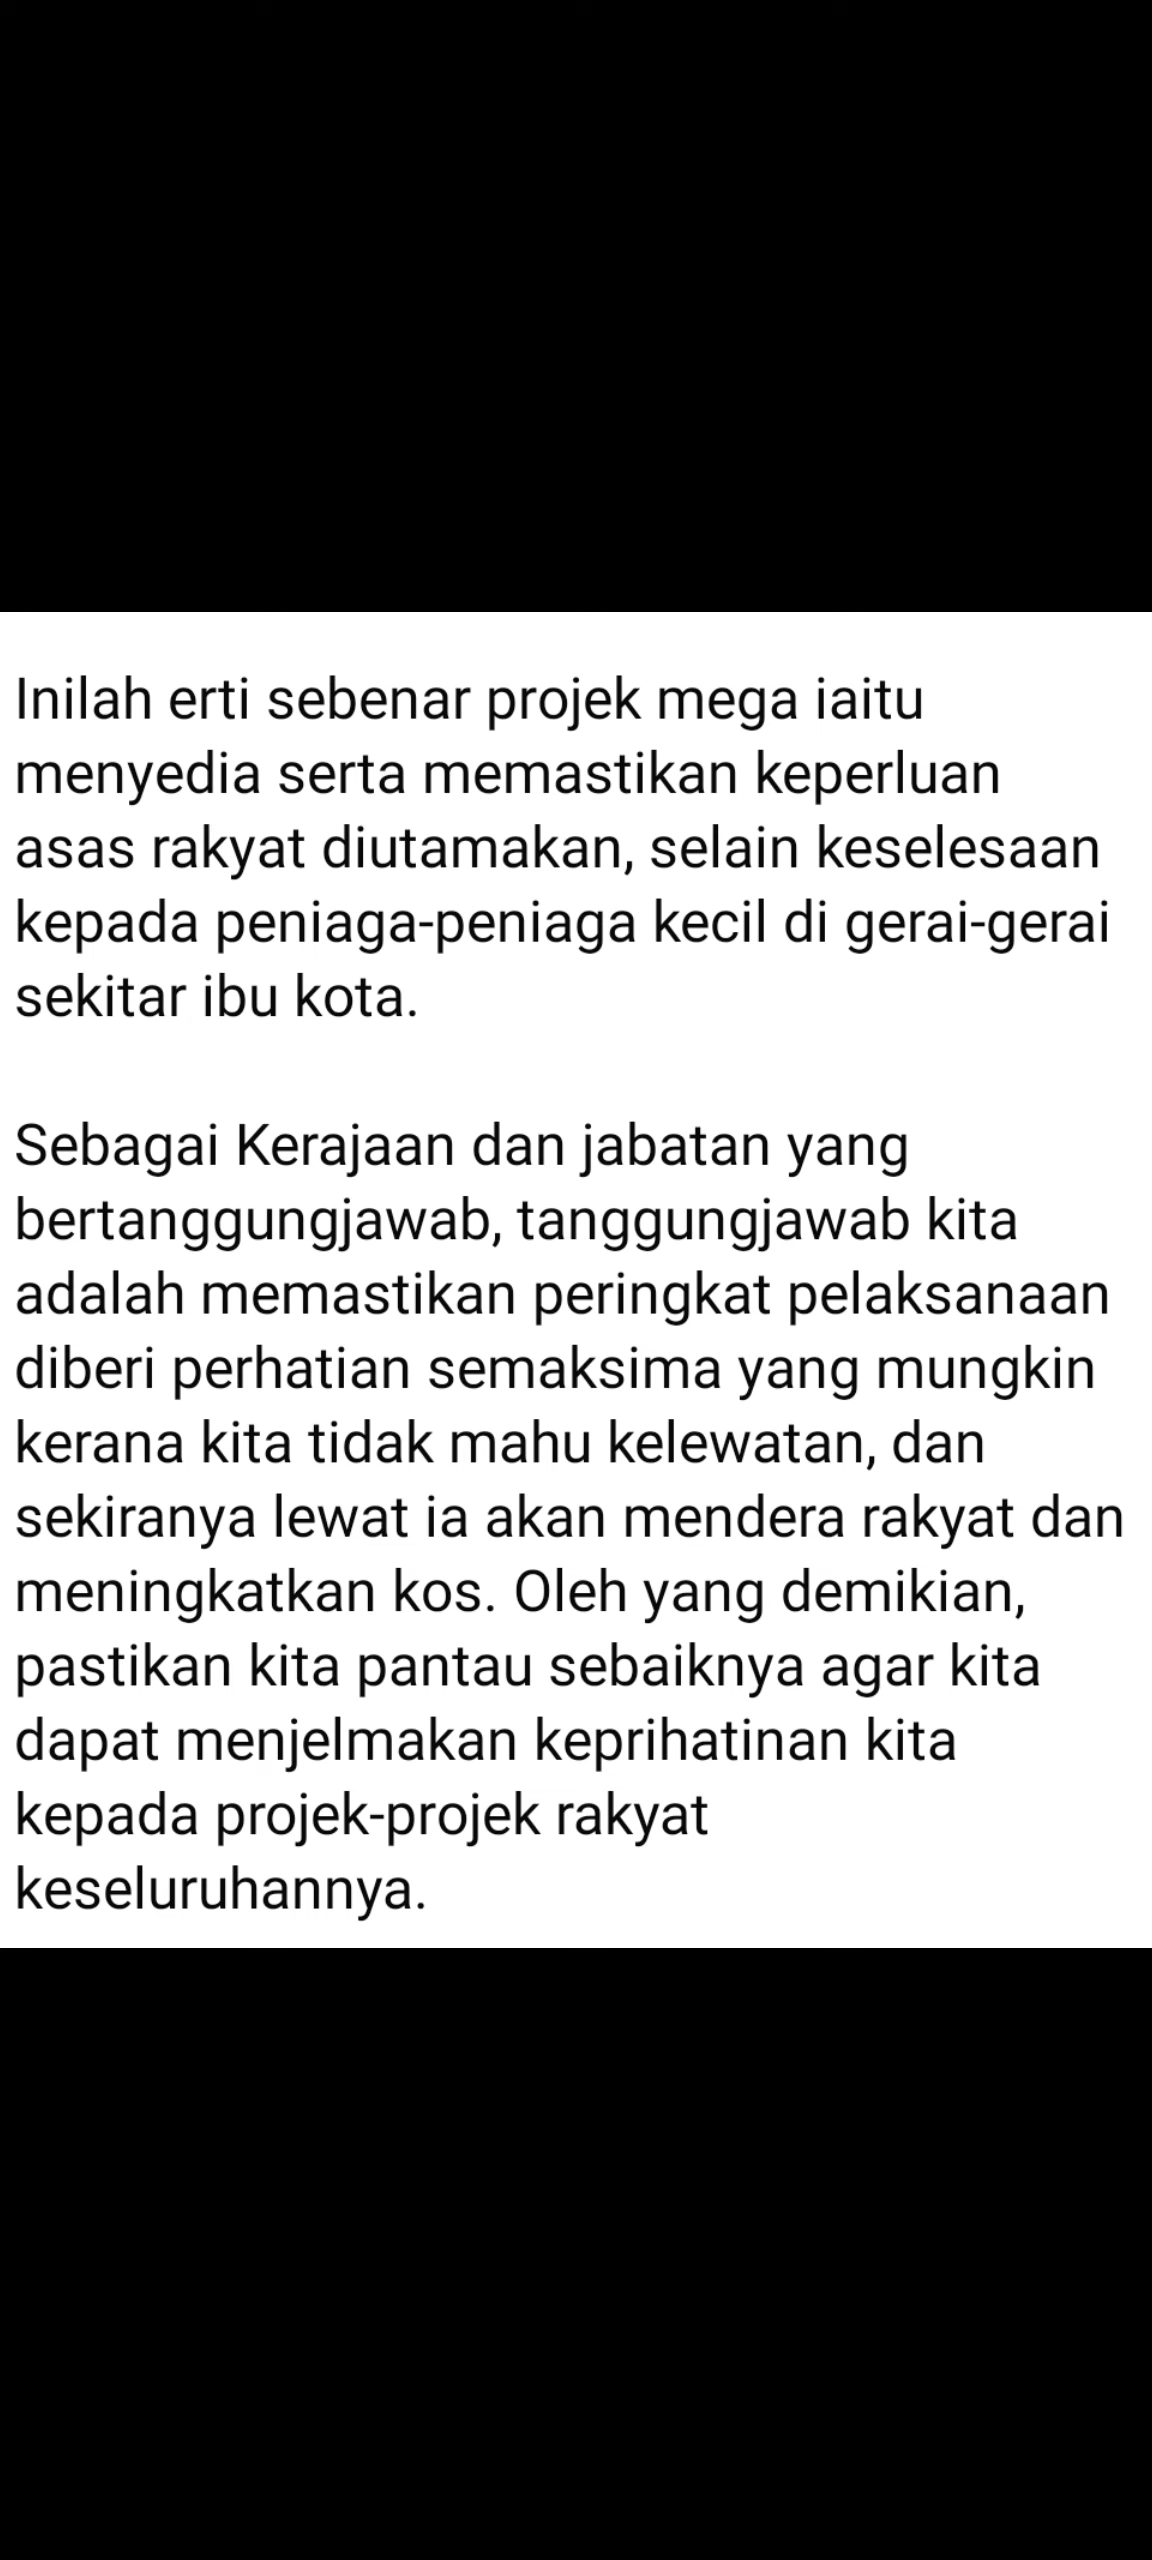 Inilah erti sebenar projek mega iaitu
menyedia serta memastikan keperluan
asas rakyat diutamakan, selain keselesaan
kepada peniaga-peniaga kecil di gerai-gerai
sekitar ibu kota.
Sebagai Kerajaan dan jabatan yang
bertanggungjawab, tanggungjawab kita
adalah memastikan peringkat pelaksanaan
diberi perhatian semaksima yang mungkin
kerana kita tidak mahu kelewatan, dan
sekiranya lewat ia akan mendera rakyat dan
meningkatkan kos. Oleh yang demikian,
pastikan kita pantau sebaiknya agar kita
dapat menjelmakan keprihatinan kita
kepada projek-projek rakyat
keseluruhannya.